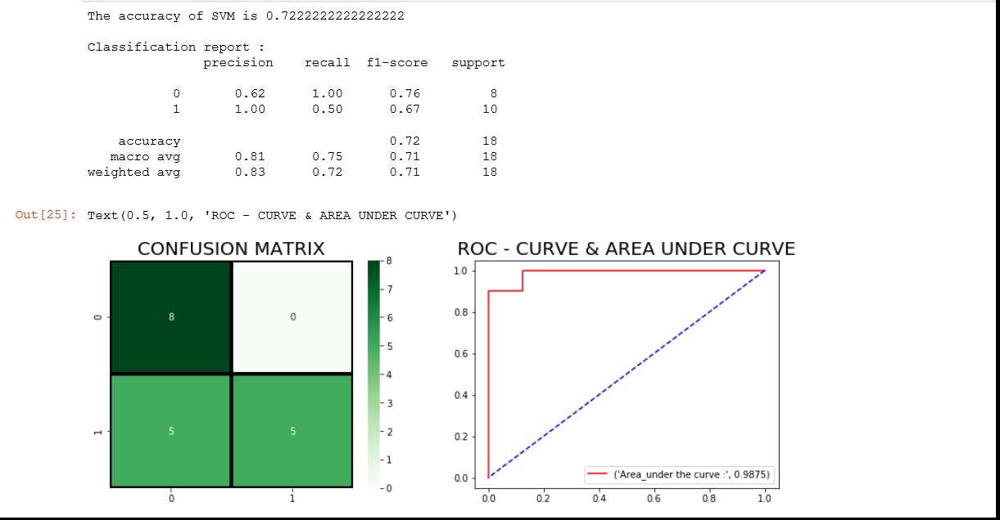 The accuracy of SVM is 0.7222222222222222
Classification report :
precision recall f1-score support
0 0.62 1.00 0.76 8
1 1.00 0.50 0.67 10
accuracy 0.72 18
macro avg 0.81 0.75 0.71 18
weighted avg 0.83 0.72 0.71 18
Out[25]: Text(0.5, 1.0, 'ROC - CURVE & AREA UNDER CURVE')
CONFUSION MATRIX
0
1
8
0
5
5
0
1
8
7
6
5
4
3
2
1
0
ROC - CURVE & AREA UNDER CURVE
1.0
0.8
0.6
0.4
0.2
0.0
('Area_under the curve :', 0.9875)
0.0 0.2 0.4 0.6 0.8 1.0